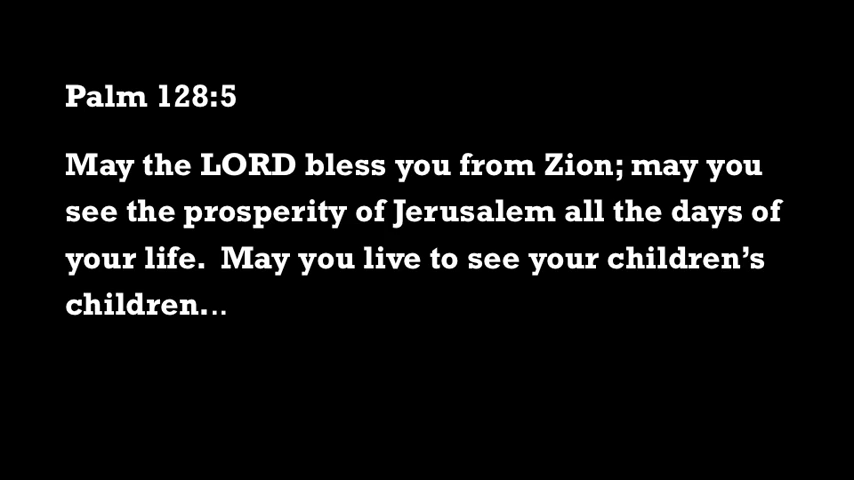 Palm 128:5
May the LORD bless you from Zion; may you
see the prosperity of Jerusalem all the days of
your life.  May you live to see your children’s
children...